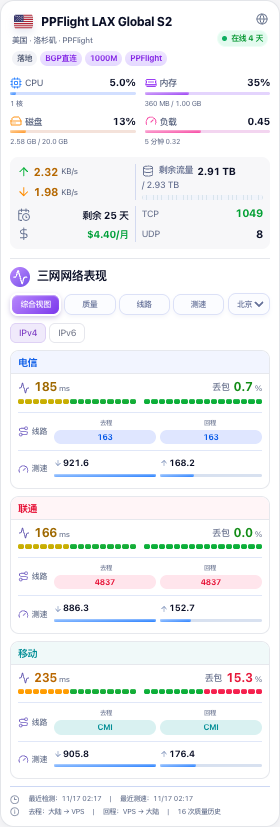 PPFlight LAX Global S2
美国 · 洛杉矶 · PPFlight
在线 4 天
落地 BGP直连 1000M PPFlight
CPU 5.0%
1 核
内存 35%
360 MB / 1.00 GB
磁盘 13%
2.58 GB / 20.0 GB
负载 0.45
5 分钟 0.32
↑ 2.32 KB/s
↓ 1.98 KB/s
剩余流量 2.91 TB
/ 2.93 TB
剩余 25 天
$4.40/月
TCP 1049
UDP 8
三网网络表现
综合视图 质量 线路 测速 北京
IPv4 IPv6
电信
185 ms 丢包 0.7 %
去程 回程
线路 163 163
测速 ↓ 921.6 ↑ 168.2
联通
166 ms 丢包 0.0 %
去程 回程
线路 4837 4837
测速 ↓ 886.3 ↑ 152.7
移动
235 ms 丢包 15.3 %
去程 回程
线路 CMI CMI
测速 ↓ 905.8 ↑ 176.4
最近检测：11/17 02:17 | 最近测速：11/17 02:17
去程：大陆 → VPS | 回程：VPS → 大陆 | 16 次质量历史